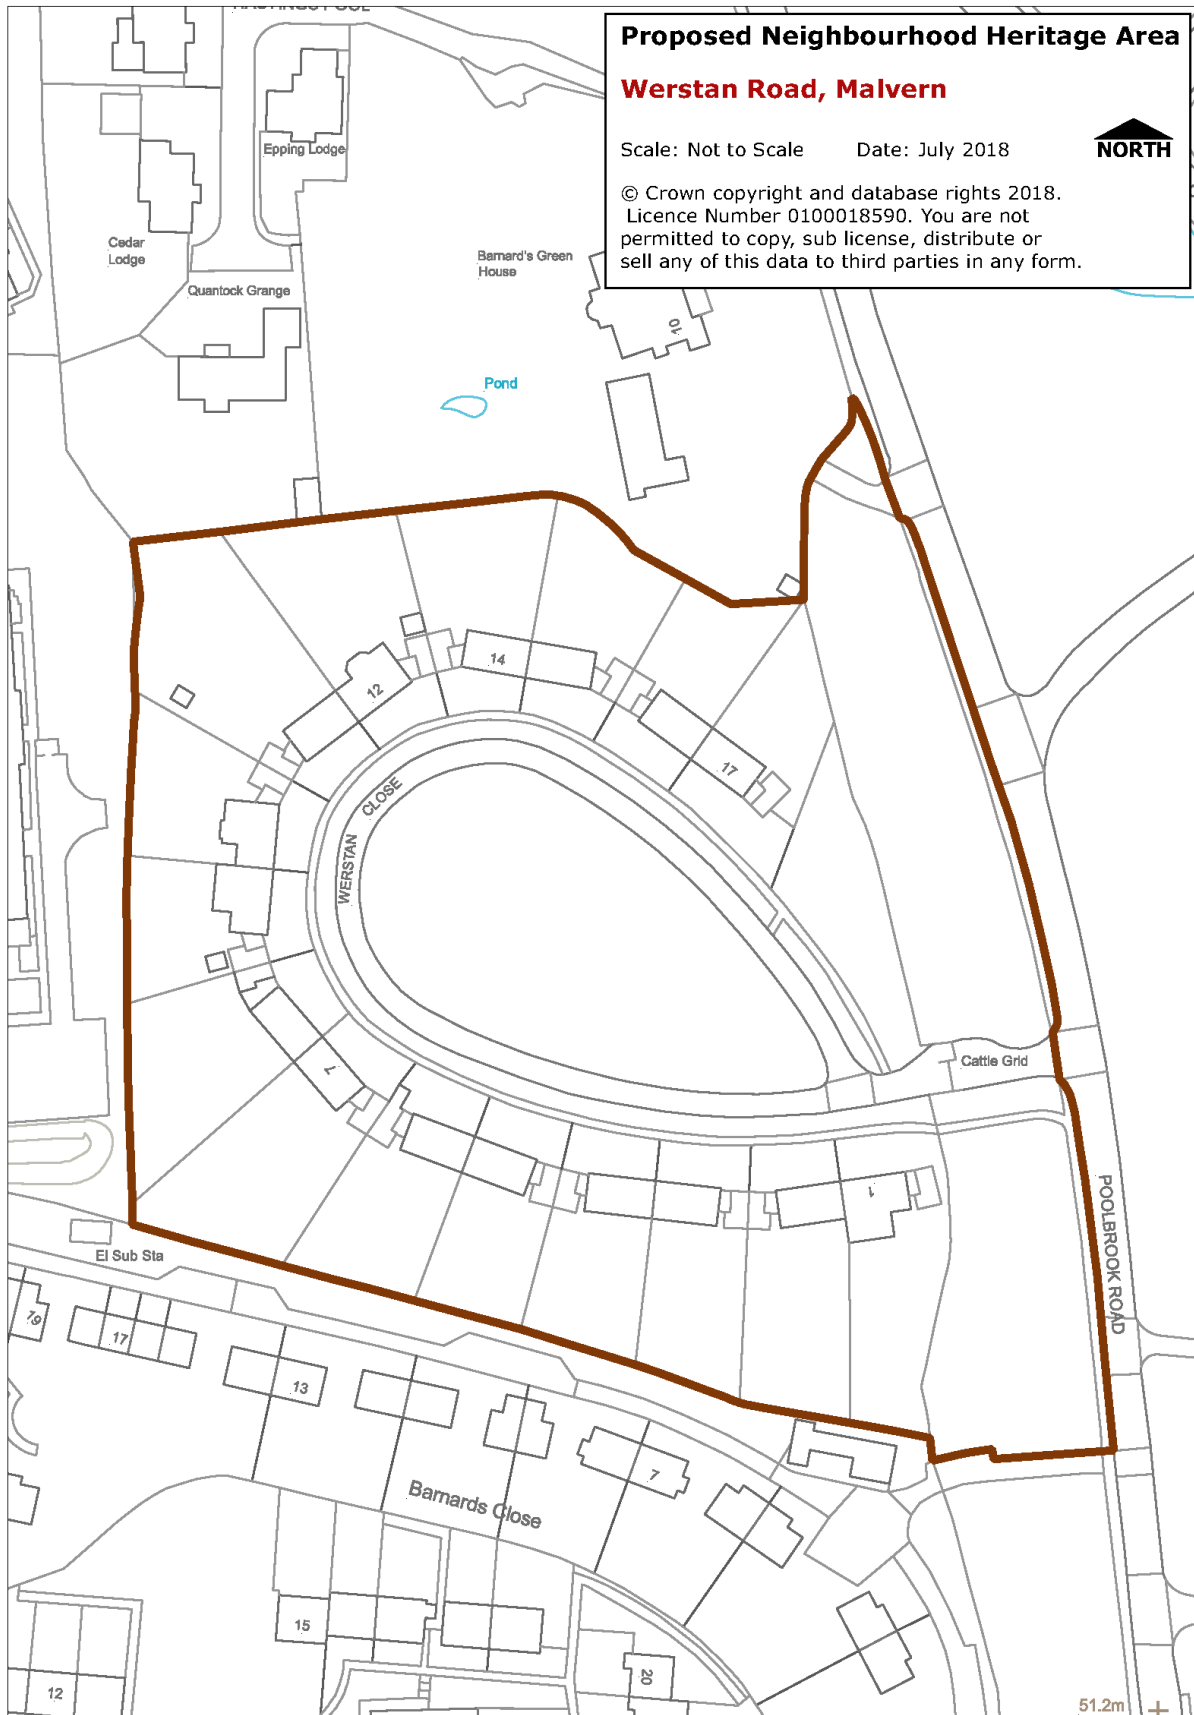 HASTINGS POOL
Proposed Neighbourhood Heritage Area
Werstan Road, Malvern
Scale: Not to Scale Date: July 2018
NORTH
© Crown copyright and database rights 2018.
Licence Number 0100018590. You are not
permitted to copy, sub license, distribute or
sell any of this data to third parties in any form.
Epping Lodge
Cedar
Lodge
Barnard's Green
House
Quantock Grange
10
Pond
14
12
17
WERSTAN CLOSE
7
Cattle Grid
1
POOLBROOK ROAD
El Sub Sta
19
17
13
7
Barnards Close
15
20
12
51.2m